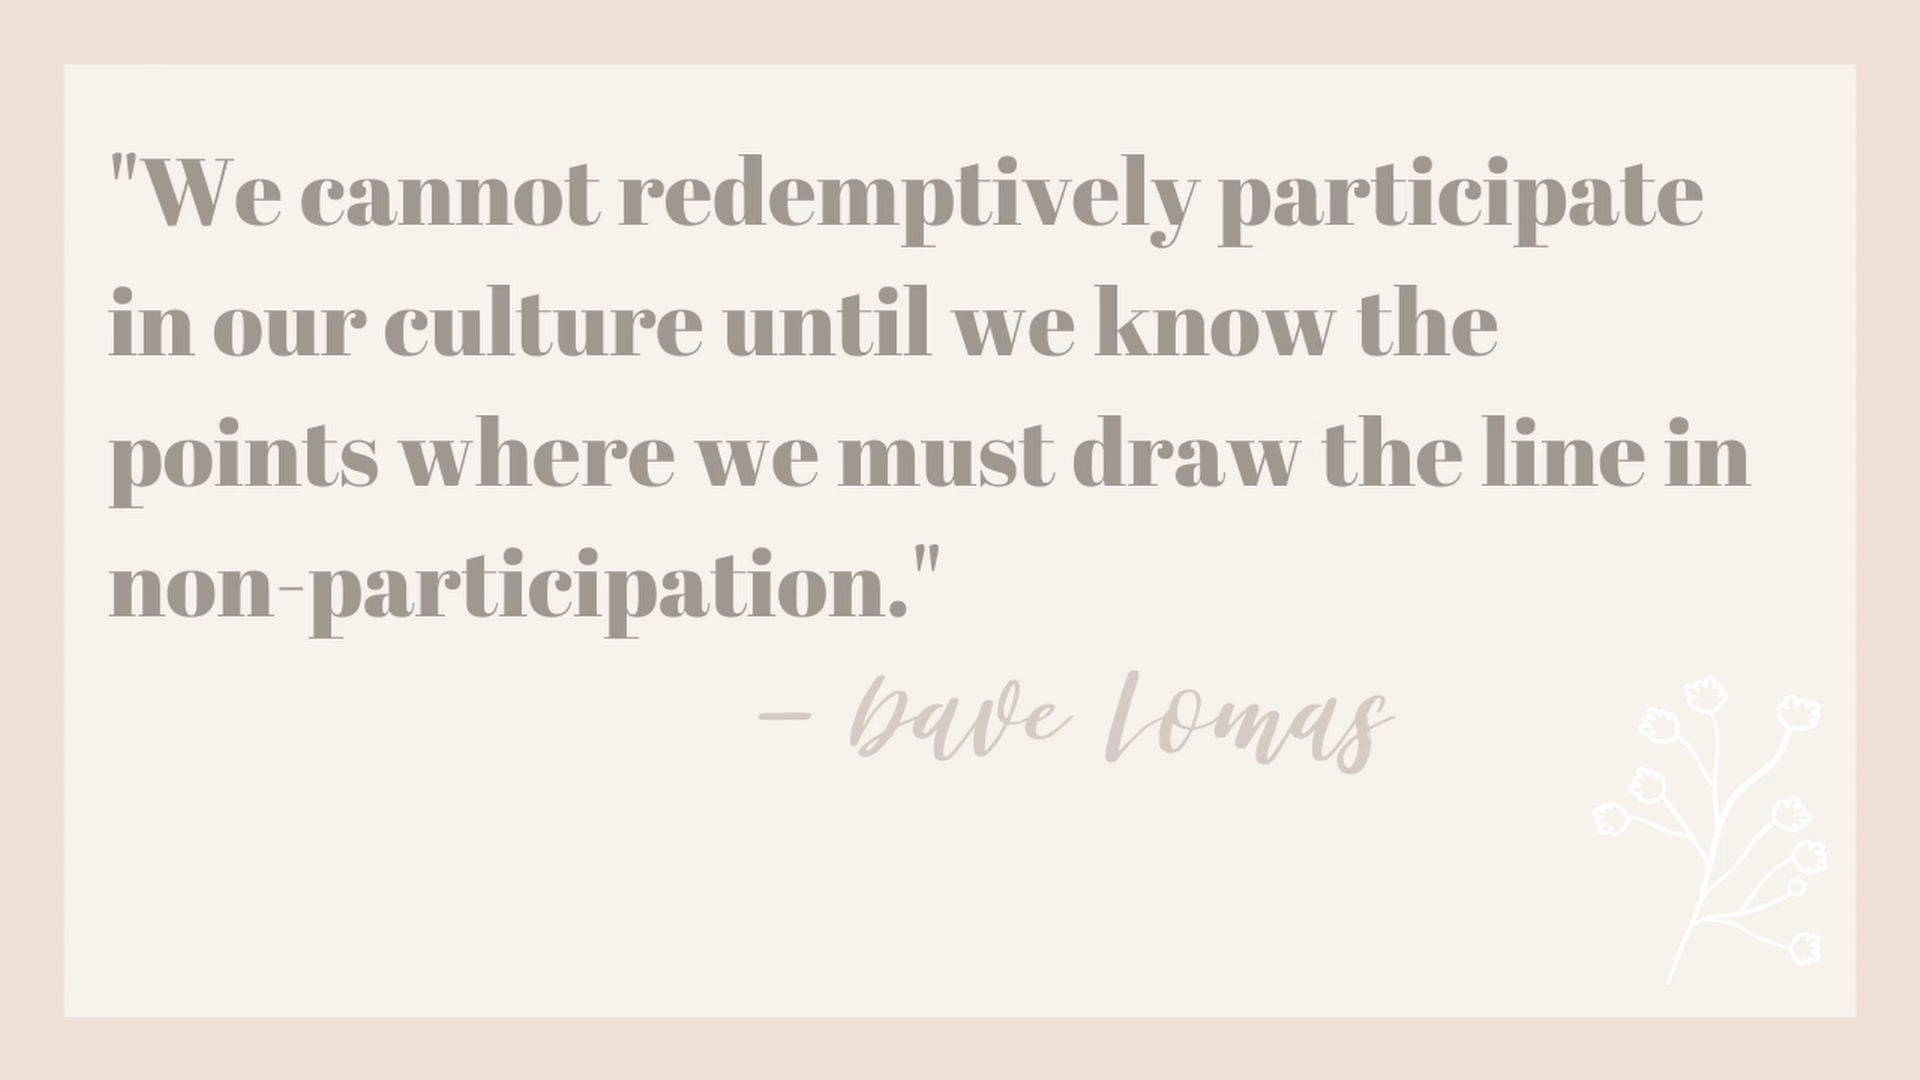 "We cannot redemptively participate
in our culture until we know the
points where we must draw the line in
non-participation."
– Dave Lomas